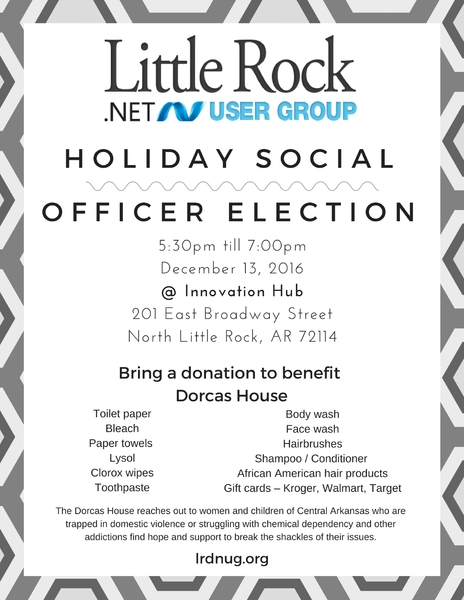 Little Rock
.NET USER GROUP
HOLIDAY SOCIAL
OFFICER ELECTION
5:30pm till 7:00pm
December 13, 2016
@ Innovation Hub
201 East Broadway Street
North Little Rock, AR 72114
Bring a donation to benefit
Dorcas House
Toilet paper
Bleach
Paper towels
Lysol
Clorox wipes
Toothpaste
Body wash
Face wash
Hairbrushes
Shampoo / Conditioner
African American hair products
Gift cards – Kroger, Walmart, Target
The Dorcas House reaches out to women and children of Central Arkansas who are
trapped in domestic violence or struggling with chemical dependency and other
addictions find hope and support to break the shackles of their issues.
lrdnug.org